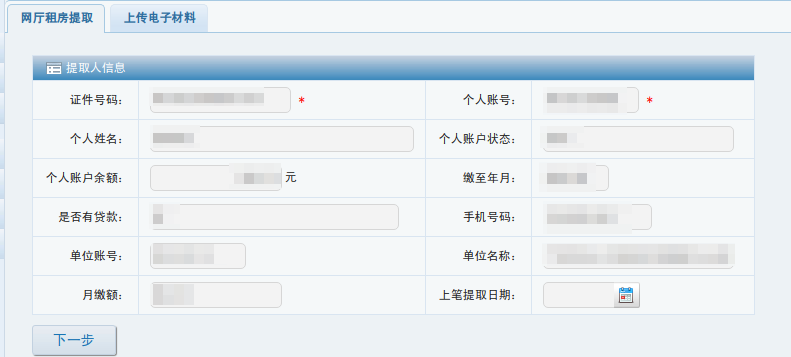 网厅租房提取 上传电子材料
提取人信息
证件号码： * 个人账号： *
个人姓名： 个人账户状态：
个人账户余额： 元 缴至年月：
是否有贷款： 手机号码：
单位账号： 单位名称：
月缴额： 上笔提取日期：
下一步